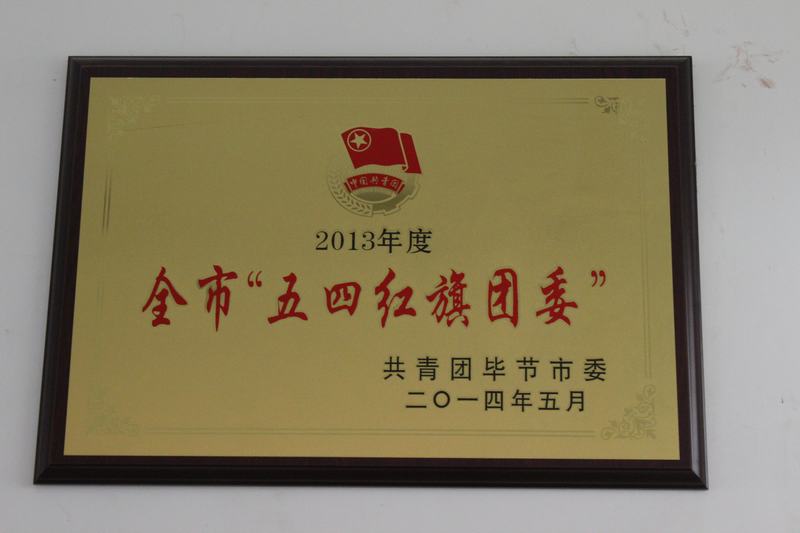 中国共青团
2013年度
全市“五四红旗团委”
共青团毕节市委
二〇一四年五月